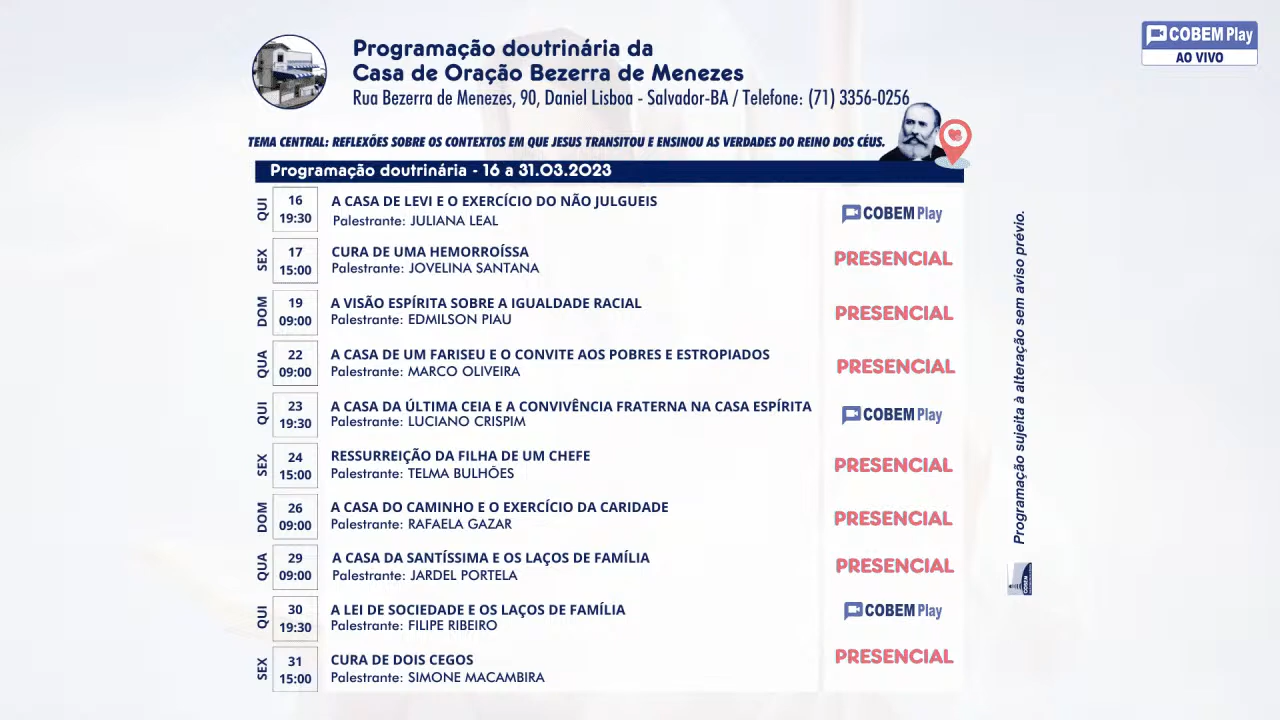 COBEM Play
AO VIVO
Programação doutrinária da
Casa de Oração Bezerra de Menezes
Rua Bezerra de Menezes, 90, Daniel Lisboa - Salvador-BA / Telefone: (71) 3356-0256
TEMA CENTRAL: REFLEXÕES SOBRE OS CONTEXTOS EM QUE JESUS TRANSITOU E ENSINOU AS VERDADES DO REINO DOS CÉUS.
Programação doutrinária - 16 a 31.03.2023
QUI
16
19:30
A CASA DE LEVI E O EXERCÍCIO DO NÃO JULGUEIS
Palestrante: JULIANA LEAL
COBEM Play
SEX
17
15:00
CURA DE UMA HEMORROÍSSA
Palestrante: JOVELINA SANTANA
PRESENCIAL
DOM
19
09:00
A VISÃO ESPÍRITA SOBRE A IGUALDADE RACIAL
Palestrante: EDMILSON PIAU
PRESENCIAL
QUA
22
09:00
A CASA DE UM FARISEU E O CONVITE AOS POBRES E ESTROPIADOS
Palestrante: MARCO OLIVEIRA
PRESENCIAL
QUI
23
19:30
A CASA DA ÚLTIMA CEIA E A CONVIVÊNCIA FRATERNA NA CASA ESPÍRITA
Palestrante: LUCIANO CRISPIM
COBEM Play
SEX
24
15:00
RESSURREIÇÃO DA FILHA DE UM CHEFE
Palestrante: TELMA BULHÕES
PRESENCIAL
DOM
26
09:00
A CASA DO CAMINHO E O EXERCÍCIO DA CARIDADE
Palestrante: RAFAELA GAZAR
PRESENCIAL
QUA
29
09:00
A CASA DA SANTÍSSIMA E OS LAÇOS DE FAMÍLIA
Palestrante: JARDEL PORTELA
PRESENCIAL
QUI
30
19:30
A LEI DE SOCIEDADE E OS LAÇOS DE FAMÍLIA
Palestrante: FILIPE RIBEIRO
COBEM Play
SEX
31
15:00
CURA DE DOIS CEGOS
Palestrante: SIMONE MACAMBIRA
PRESENCIAL
Programação sujeita à alteração sem aviso prévio.
COBEM